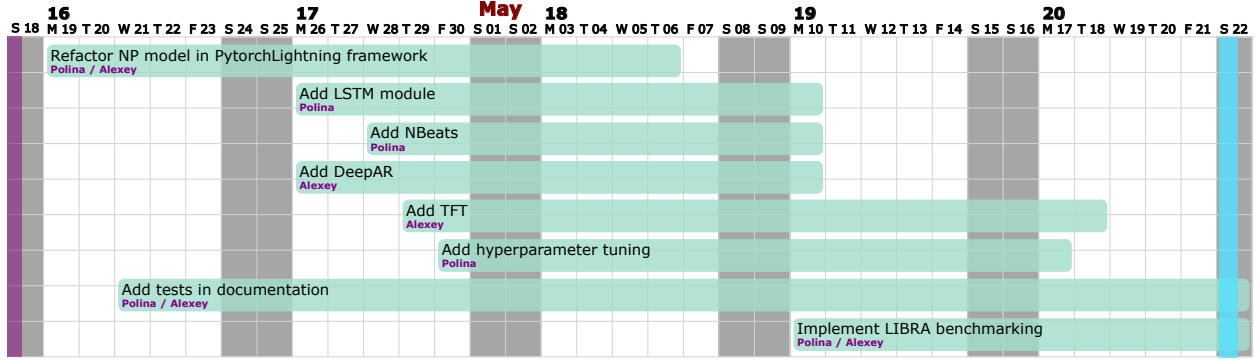 16 17 May 18 19 20
S 18 M 19 T 20 W 21 T 22 F 23 S 24 S 25 M 26 T 27 W 28 T 29 F 30 S 01 S 02 M 03 T 04 W 05 T 06 F 07 S 08 S 09 M 10 T 11 W 12 T 13 F 14 S 15 S 16 M 17 T 18 W 19 T 20 F 21 S 22
Refactor NP model in PytorchLightning framework
Polina / Alexey
Add LSTM module
Polina
Add NBeats
Polina
Add DeepAR
Alexey
Add TFT
Alexey
Add hyperparameter tuning
Polina
Add tests in documentation
Polina / Alexey
Implement LIBRA benchmarking
Polina / Alexey